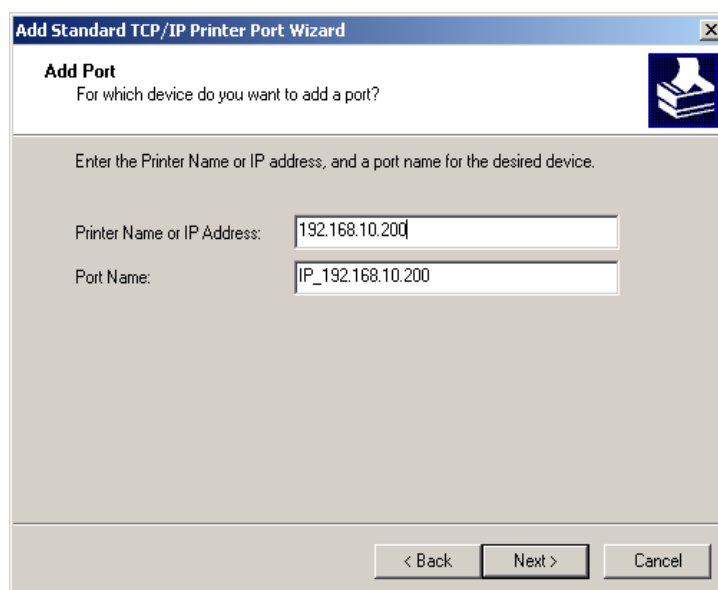 Add Standard TCP/IP Printer Port Wizard
Add Port
For which device do you want to add a port?
Enter the Printer Name or IP address, and a port name for the desired device.
Printer Name or IP Address: 192.168.10.200
Port Name: IP_192.168.10.200
< Back Next > Cancel